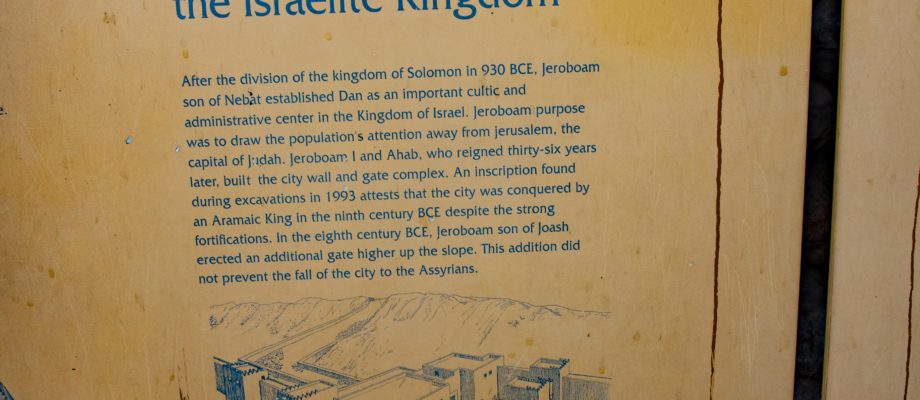 the Israelite Kingdom
After the division of the kingdom of Solomon in 930 BCE, Jeroboam
son of Nebat established Dan as an important cultic and
administrative center in the Kingdom of Israel. Jeroboam purpose
was to draw the population's attention away from Jerusalem, the
capital of Judah. Jeroboam I and Ahab, who reigned thirty-six years
later, built the city wall and gate complex. An inscription found
during excavations in 1993 attests that the city was conquered by
an Aramaic King in the ninth century BCE despite the strong
fortifications. In the eighth century BCE, Jeroboam son of Joash
erected an additional gate higher up the slope. This addition did
not prevent the fall of the city to the Assyrians.